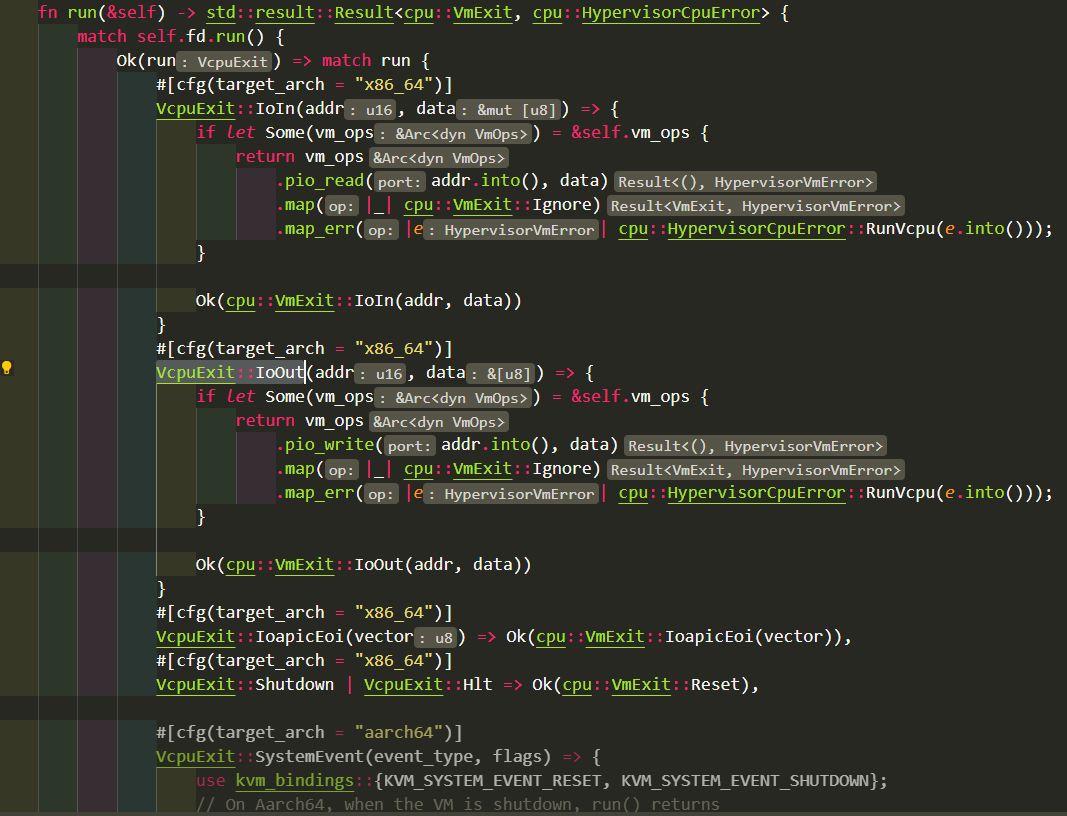 fn run(&self) -> std::result::Result<cpu::VmExit, cpu::HypervisorCpuError> {
match self.fd.run() {
Ok(run: VcpuExit) => match run {
#[cfg(target_arch = "x86_64")]
VcpuExit::IoIn(addr: u16, data: &mut [u8]) => {
if let Some(vm_ops: &Arc<dyn VmOps>) = &self.vm_ops {
return vm_ops &Arc<dyn VmOps>
.pio_read(port: addr.into(), data) Result<(), HypervisorVmError>
.map(op: |_| cpu::VmExit::Ignore) Result<VmExit, HypervisorVmError>
.map_err(op: |e: HypervisorVmError| cpu::HypervisorCpuError::RunVcpu(e.into()));
}
Ok(cpu::VmExit::IoIn(addr, data))
}
#[cfg(target_arch = "x86_64")]
VcpuExit::IoOut(addr: u16, data: &[u8]) => {
if let Some(vm_ops: &Arc<dyn VmOps>) = &self.vm_ops {
return vm_ops &Arc<dyn VmOps>
.pio_write(port: addr.into(), data) Result<(), HypervisorVmError>
.map(op: |_| cpu::VmExit::Ignore) Result<VmExit, HypervisorVmError>
.map_err(op: |e: HypervisorVmError| cpu::HypervisorCpuError::RunVcpu(e.into()));
}
Ok(cpu::VmExit::IoOut(addr, data))
}
#[cfg(target_arch = "x86_64")]
VcpuExit::IoapicEoi(vector: u8) => Ok(cpu::VmExit::IoapicEoi(vector)),
#[cfg(target_arch = "x86_64")]
VcpuExit::Shutdown | VcpuExit::Hlt => Ok(cpu::VmExit::Reset),
#[cfg(target_arch = "aarch64")]
VcpuExit::SystemEvent(event_type, flags) => {
use kvm_bindings::{KVM_SYSTEM_EVENT_RESET, KVM_SYSTEM_EVENT_SHUTDOWN};
// On Aarch64, when the VM is shutdown, run() returns